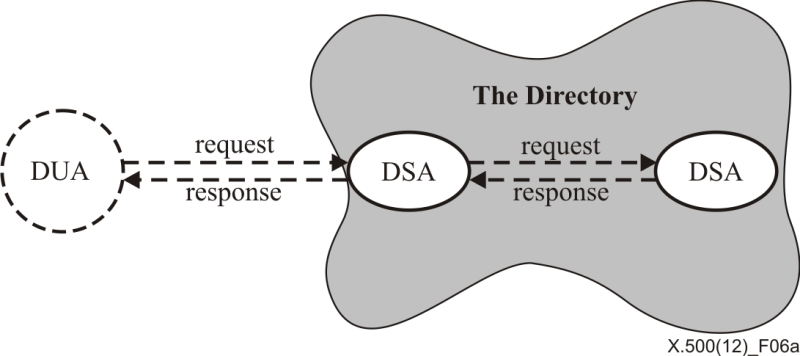 The Directory
request
request
DUA
DSA
DSA
response
response
X.500(12)_F06a